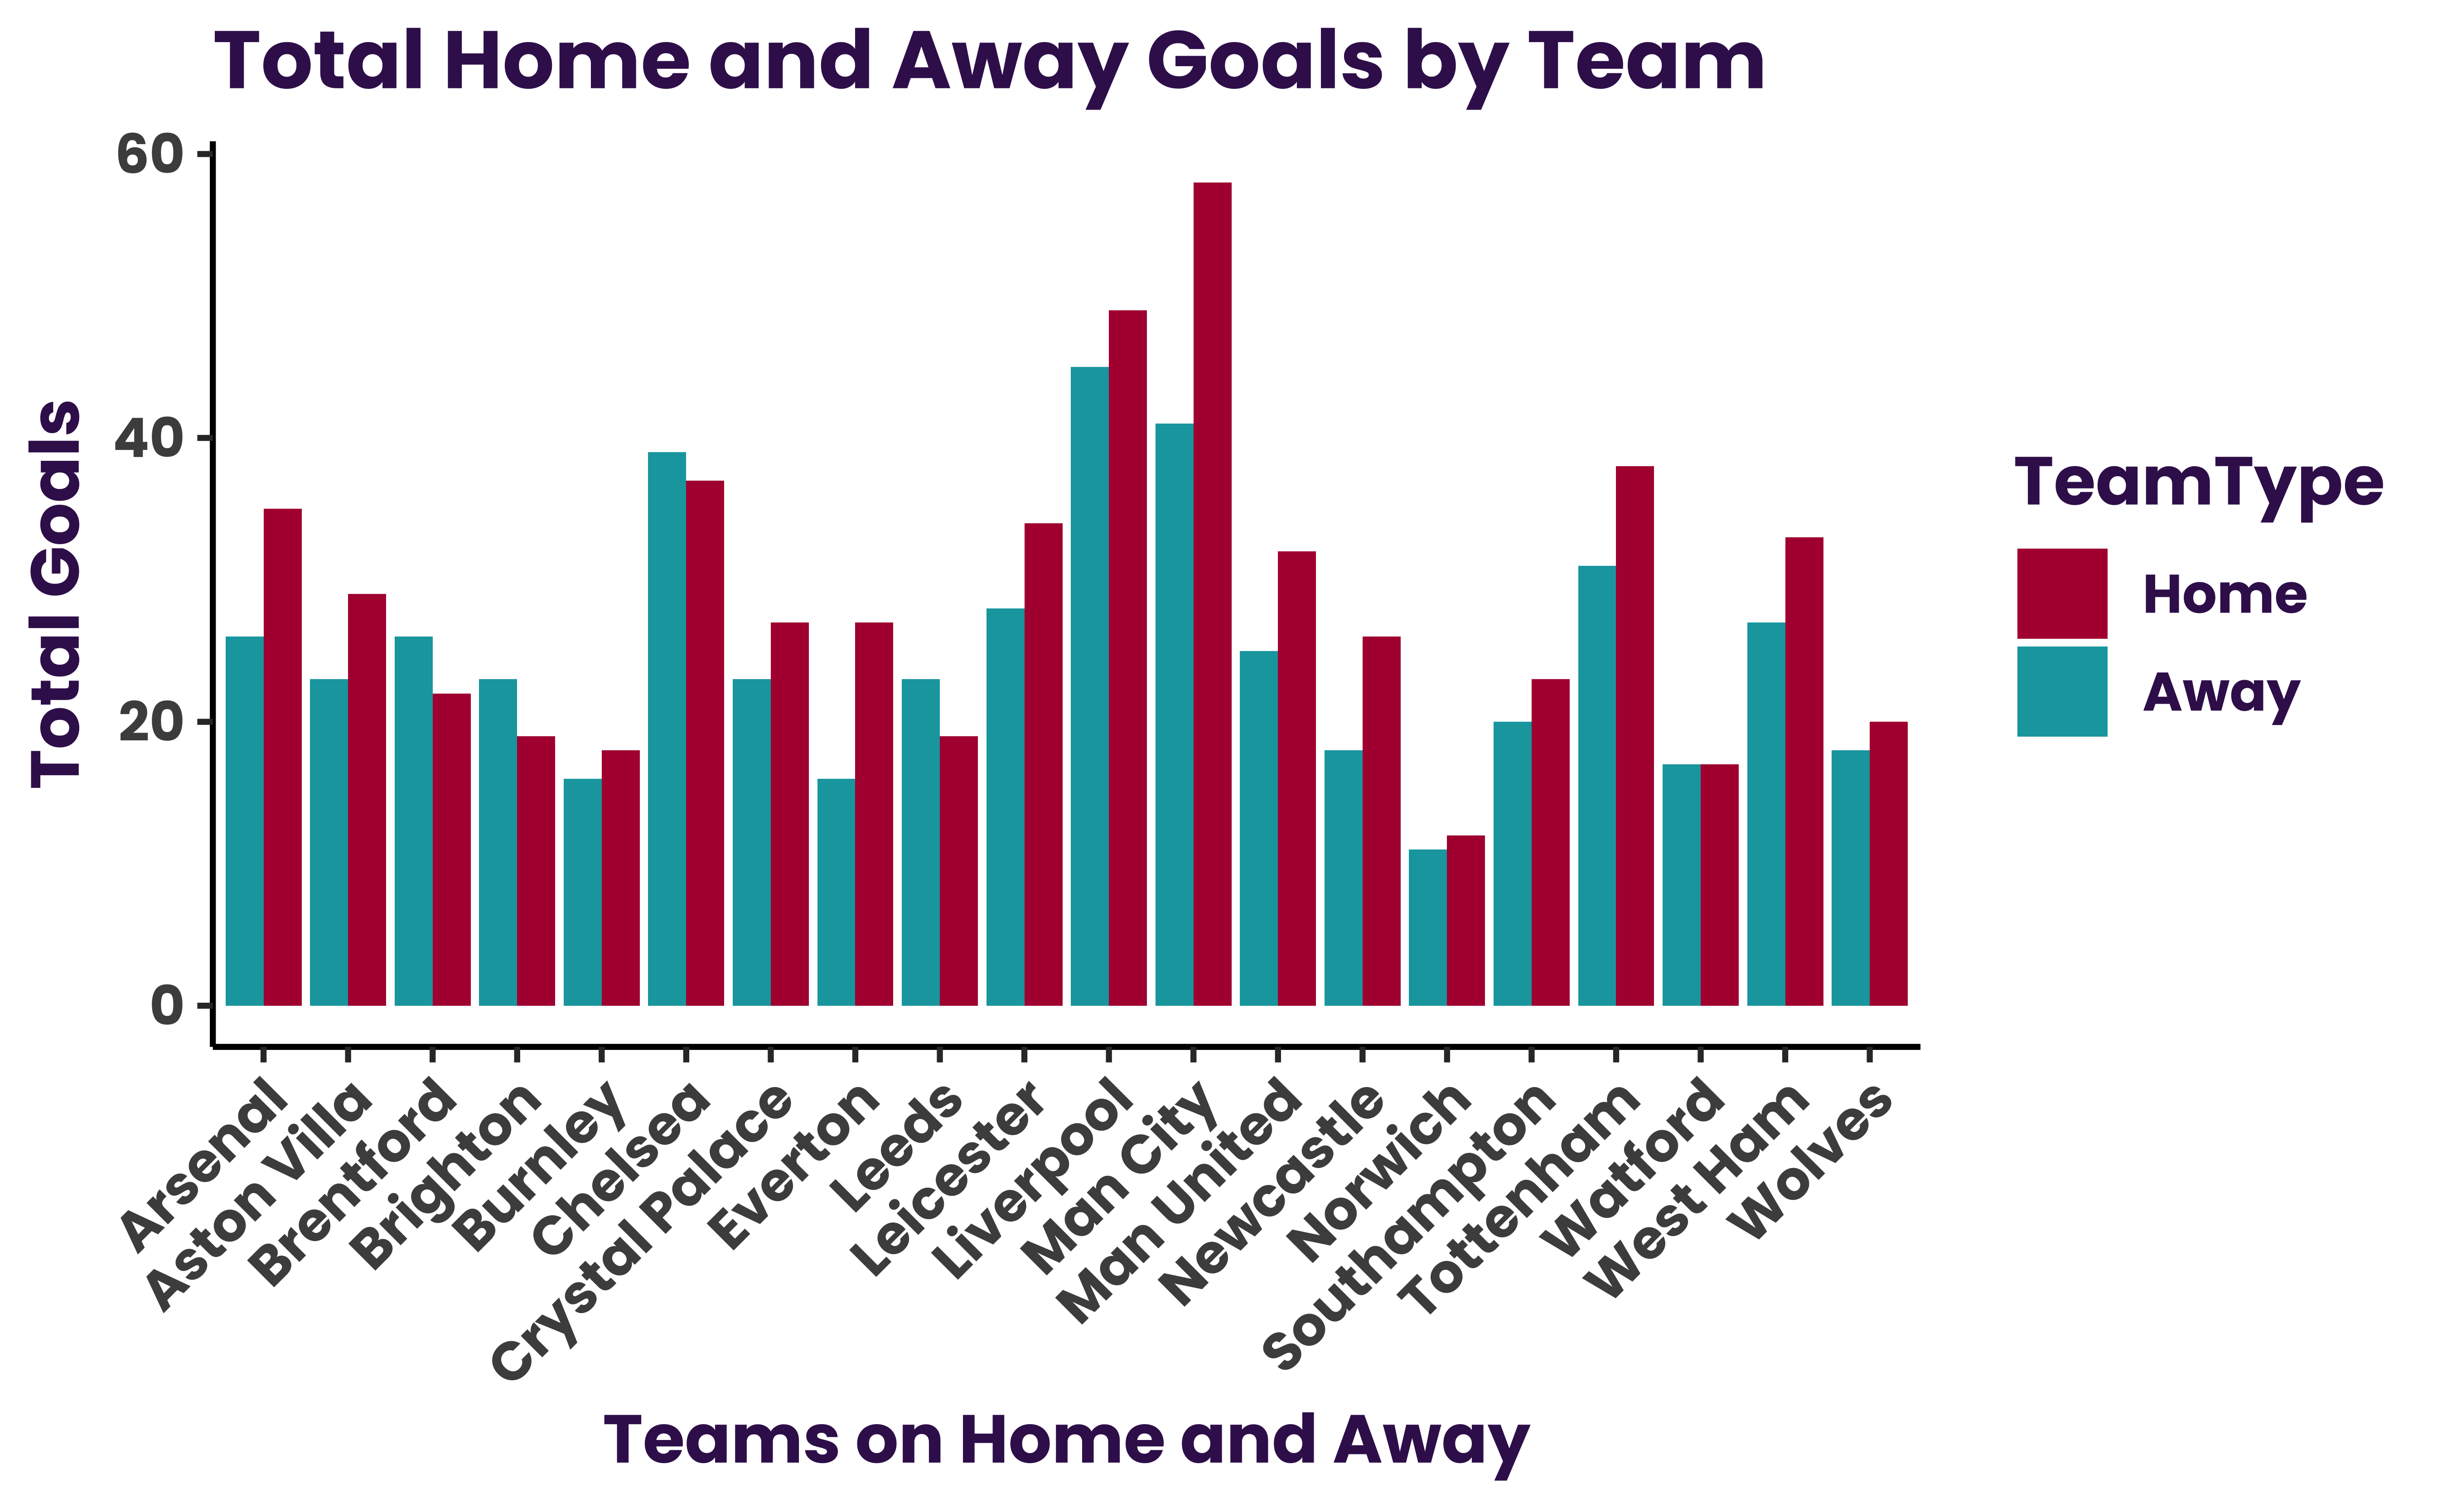 Total Home and Away Goals by Team
Total Goals
60
40
20
0
Arsenal
Aston Villa
Brentford
Brighton
Burnley
Chelsea
Crystal Palace
Everton
Leeds
Leicester
Liverpool
Man City
Man United
Newcastle
Norwich
Southampton
Tottenham
Watford
West Ham
Wolves
Teams on Home and Away
TeamType
Home
Away